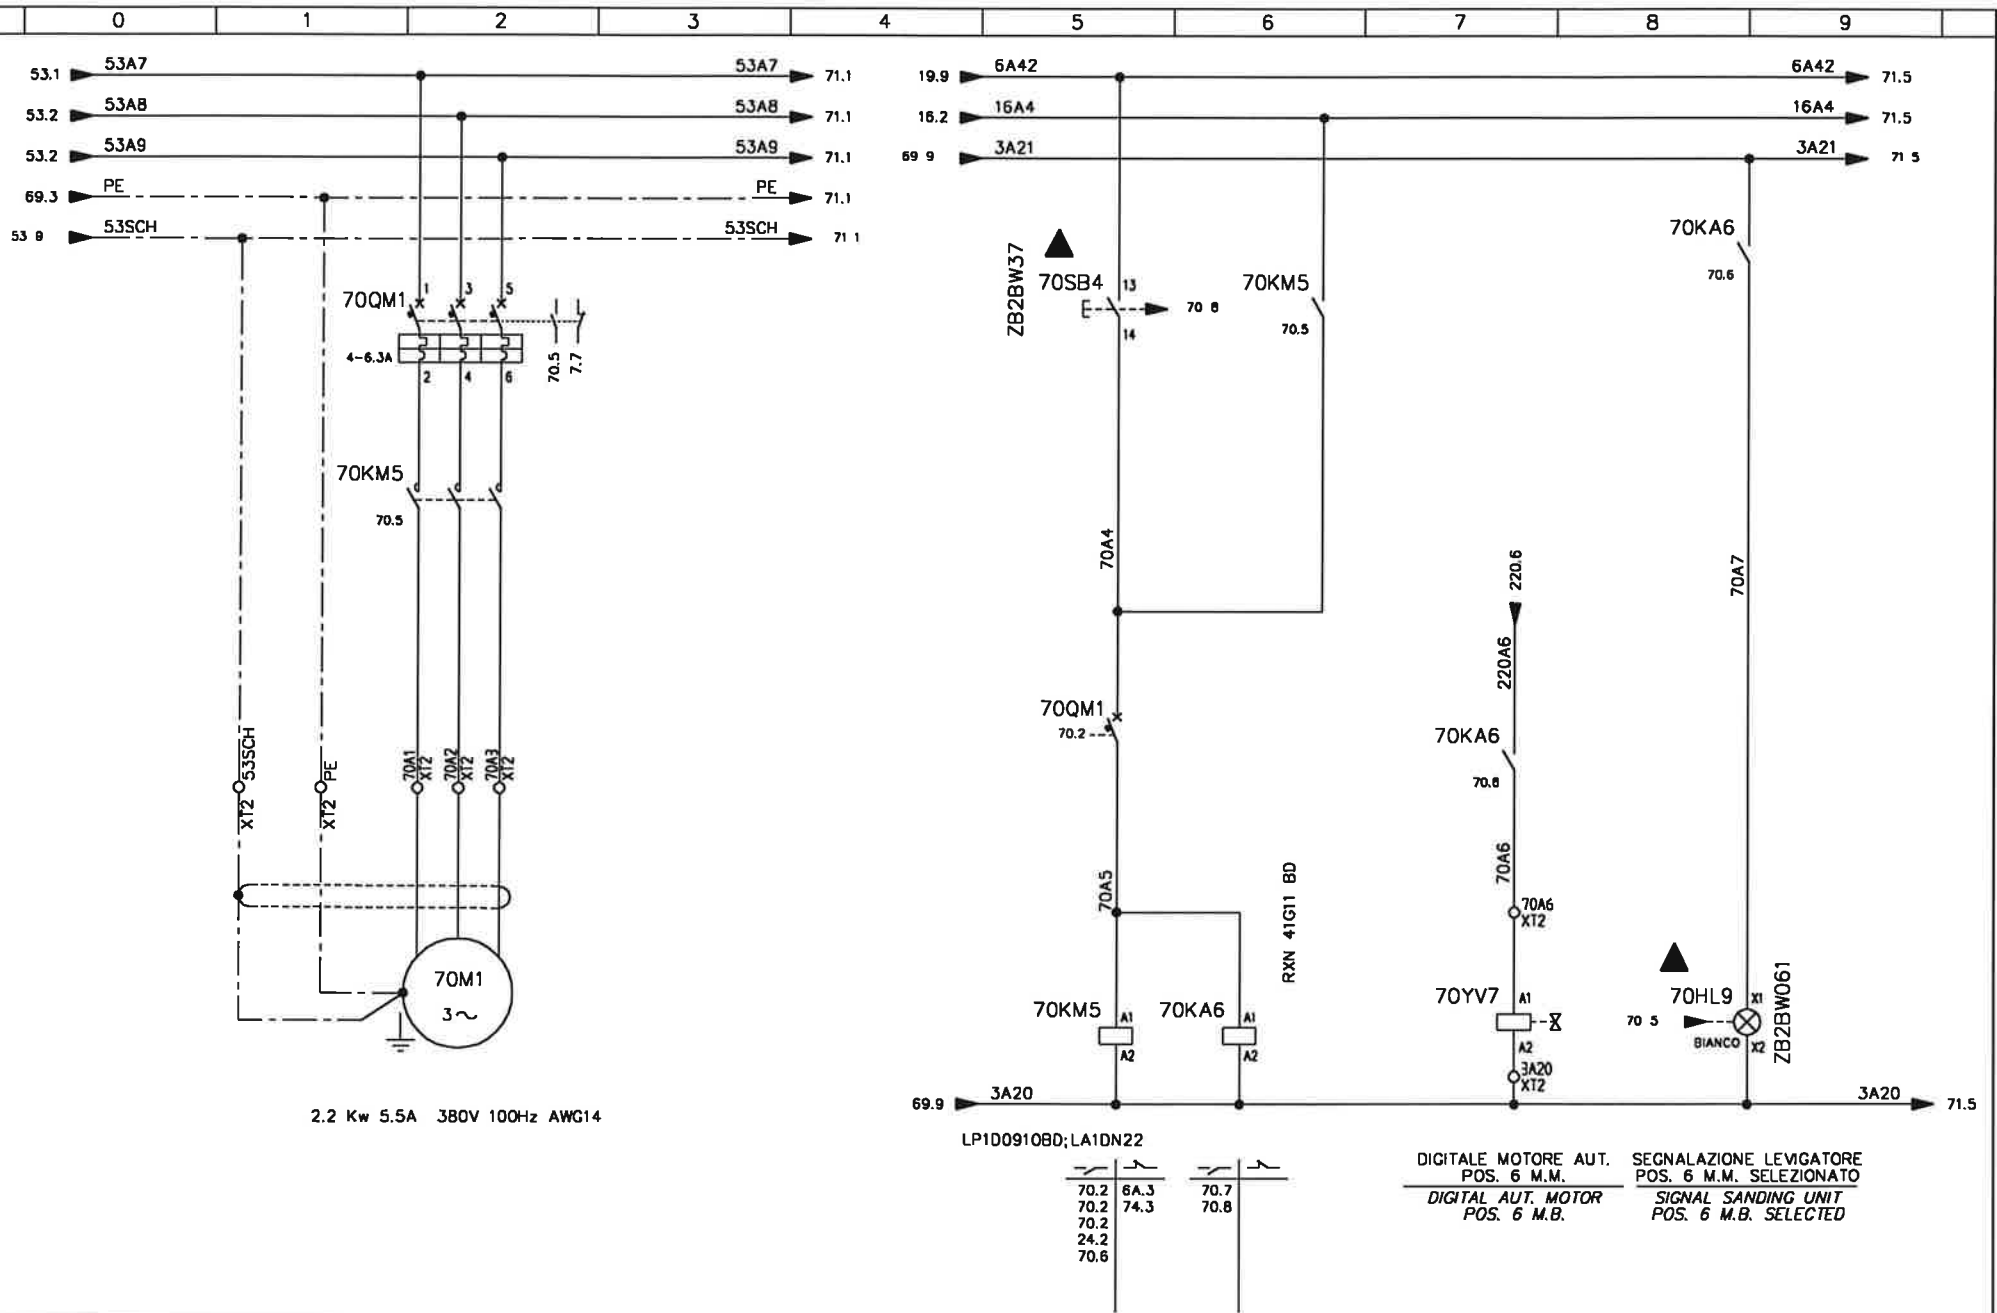 0 1 2 3 4 5 6 7 8 9
53.1 53A7 53A7 71.1
53.2 53A8 53A8 71.1
53.2 53A9 53A9 71.1
69.3 PE PE 71.1
53 9 53SCH 53SCH 71 1
19.9 6A42 6A42 71.5
16.2 16A4 16A4 71.5
69 9 3A21 3A21 71 5
70QM1 1 3 5
4-6.3A
2 4 6
70.5
7.7
70KM5
70.5
53SCH
XT2
PE
XT2
70A1
XT2
70A2
XT2
70A3
XT2
70M1
3~
2.2 Kw 5.5A 380V 100Hz AWG14
ZB2BW37
70SB4 13
70 8
14
70KM5
70.5
70KA6
70.6
70A4
70A7
220.6
220A6
70QM1
70.2
70KA6
70.6
70A5
RXN 41G11 BD
70A6
70A6
XT2
70KM5 A1
A2
70KA6 A1
A2
70YV7 A1
A2
3A20
XT2
70HL9 X1
70 5
BIANCO X2
ZB2BW061
69.9 3A20 3A20 71.5
LP1D0910BD;LA1DN22
70.2 6A.3
70.2 74.3
70.2
24.2
70.6
70.7
70.8
DIGITALE MOTORE AUT.
POS. 6 M.M.
DIGITAL AUT. MOTOR
POS. 6 M.B.
SEGNALAZIONE LEVIGATORE
POS. 6 M.M. SELEZIONATO
SIGNAL SANDING UNIT
POS. 6 M.B. SELECTED